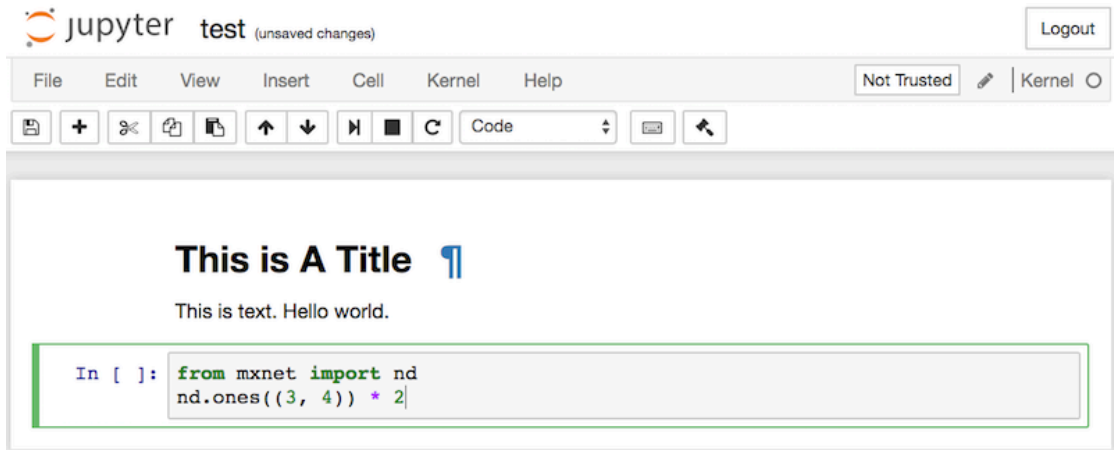 jupyter test (unsaved changes) Logout
File Edit View Insert Cell Kernel Help Not Trusted Kernel
Code
This is A Title ¶
This is text. Hello world.
In [ ]: from mxnet import nd
nd.ones((3, 4)) * 2